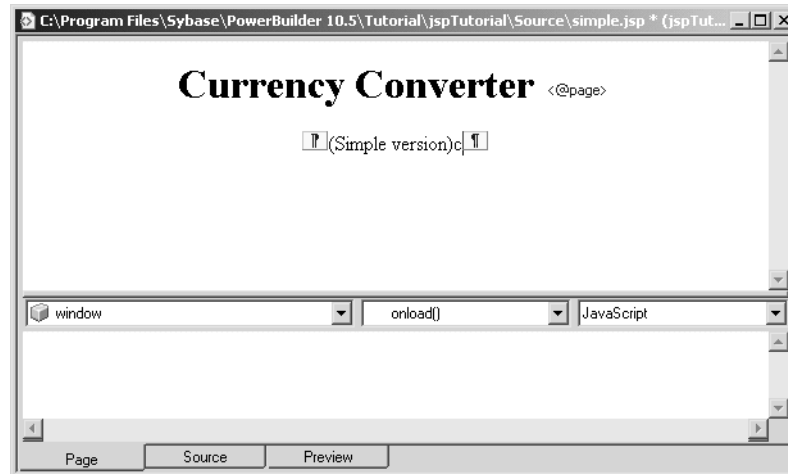 C:\Program Files\Sybase\PowerBuilder 10.5\Tutorial\jspTutorial\Source\simple.jsp * (jspTut...
Currency Converter <@page>
(Simple version)c ¶
window onload() JavaScript
Page Source Preview